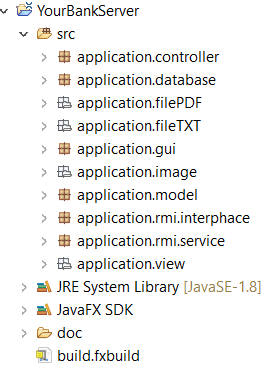 YourBankServer
src
application.controller
application.database
application.filePDF
application.fileTXT
application.gui
application.image
application.model
application.rmi.interphace
application.rmi.service
application.view
JRE System Library [JavaSE-1.8]
JavaFX SDK
doc
build.fxbuild